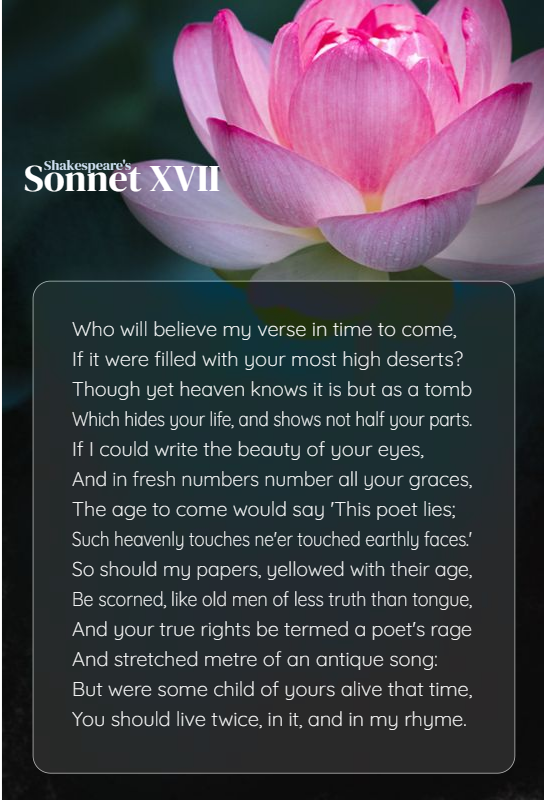 Shakespeare's
Sonnet XVII
Who will believe my verse in time to come,
If it were filled with your most high deserts?
Though yet heaven knows it is but as a tomb
Which hides your life, and shows not half your parts.
If I could write the beauty of your eyes,
And in fresh numbers number all your graces,
The age to come would say 'This poet lies;
Such heavenly touches ne'er touched earthly faces.'
So should my papers, yellowed with their age,
Be scorned, like old men of less truth than tongue,
And your true rights be termed a poet's rage
And stretched metre of an antique song:
But were some child of yours alive that time,
You should live twice, in it, and in my rhyme.